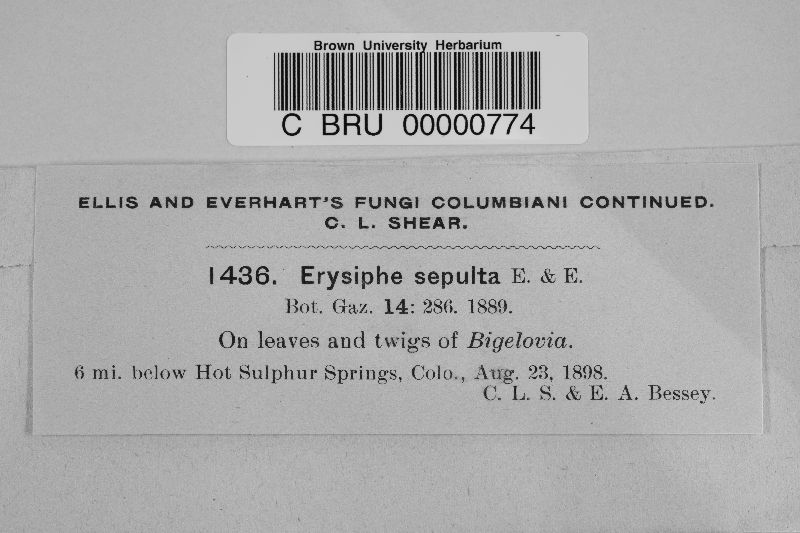 Brown University Herbarium
C BRU 00000774
ELLIS AND EVERHART'S FUNGI COLUMBIANI CONTINUED.
C. L. SHEAR.
1436. Erysiphe sepulta E. & E.
Bot. Gaz. 14: 286. 1889.
On leaves and twigs of Bigelovia.
6 mi. below Hot Sulphur Springs, Colo., Aug. 23, 1898.
C. L. S. & E. A. Bessey.